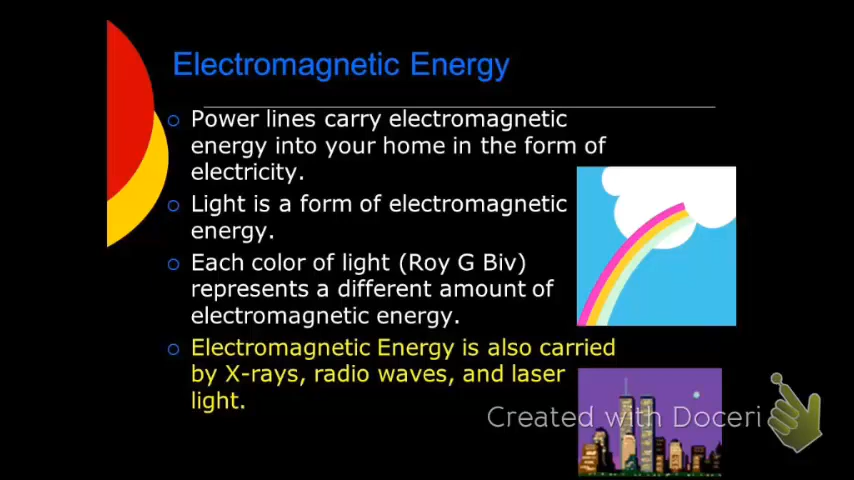 Electromagnetic Energy
Power lines carry electromagnetic
energy into your home in the form of
electricity.
Light is a form of electromagnetic
energy.
Each color of light (Roy G Biv)
represents a different amount of
electromagnetic energy.
Electromagnetic Energy is also carried
by X-rays, radio waves, and laser
light.
Created with Doceri